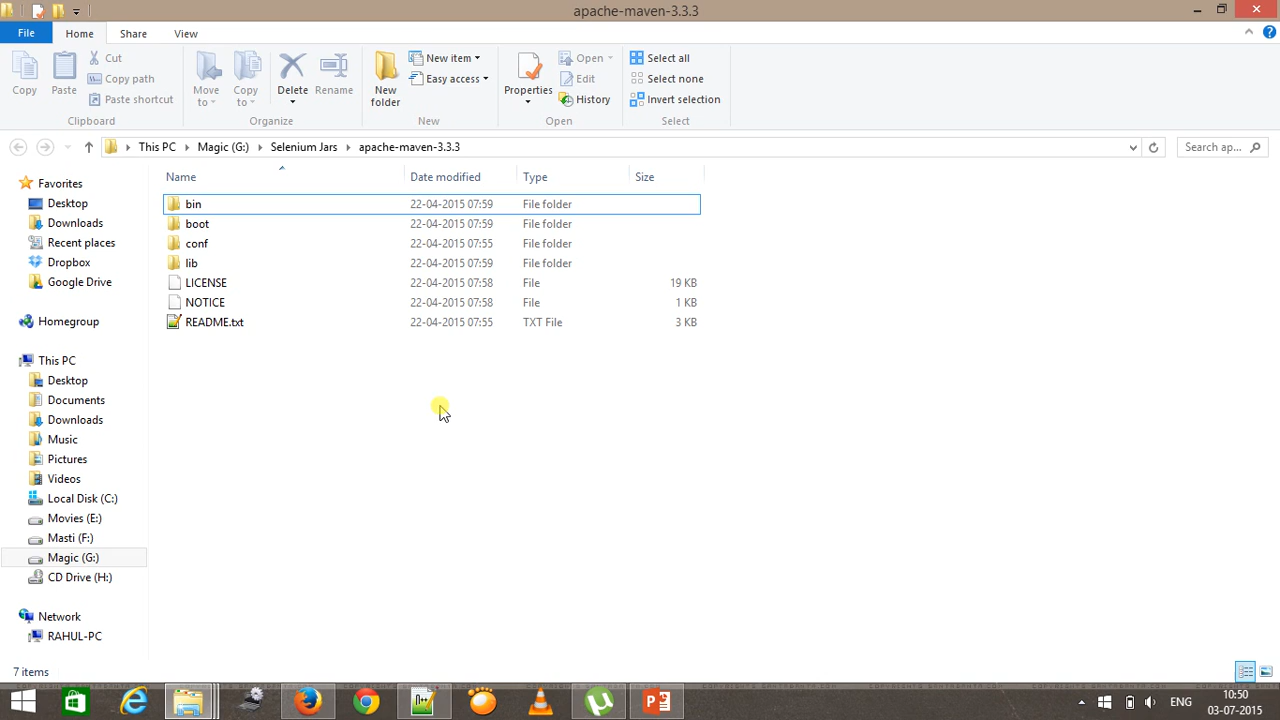 apache-maven-3.3.3
File Home Share View
Copy Paste Cut
Copy path
Paste shortcut
Clipboard
Move to Copy to Delete Rename
Organize
New folder New item
Easy access
New
Properties Open
Edit
History
Open
Select all
Select none
Invert selection
Select
This PC Magic (G:) Selenium Jars apache-maven-3.3.3 Search ap...
Name Date modified Type Size
bin 22-04-2015 07:59 File folder
boot 22-04-2015 07:59 File folder
conf 22-04-2015 07:55 File folder
lib 22-04-2015 07:59 File folder
LICENSE 22-04-2015 07:58 File 19 KB
NOTICE 22-04-2015 07:58 File 1 KB
README.txt 22-04-2015 07:55 TXT File 3 KB
Favorites
Desktop
Downloads
Recent places
Dropbox
Google Drive
Homegroup
This PC
Desktop
Documents
Downloads
Music
Pictures
Videos
Local Disk (C:)
Movies (E:)
Masti (F:)
Magic (G:)
CD Drive (H:)
Network
RAHUL-PC
7 items
ENG 10:50
03-07-2015